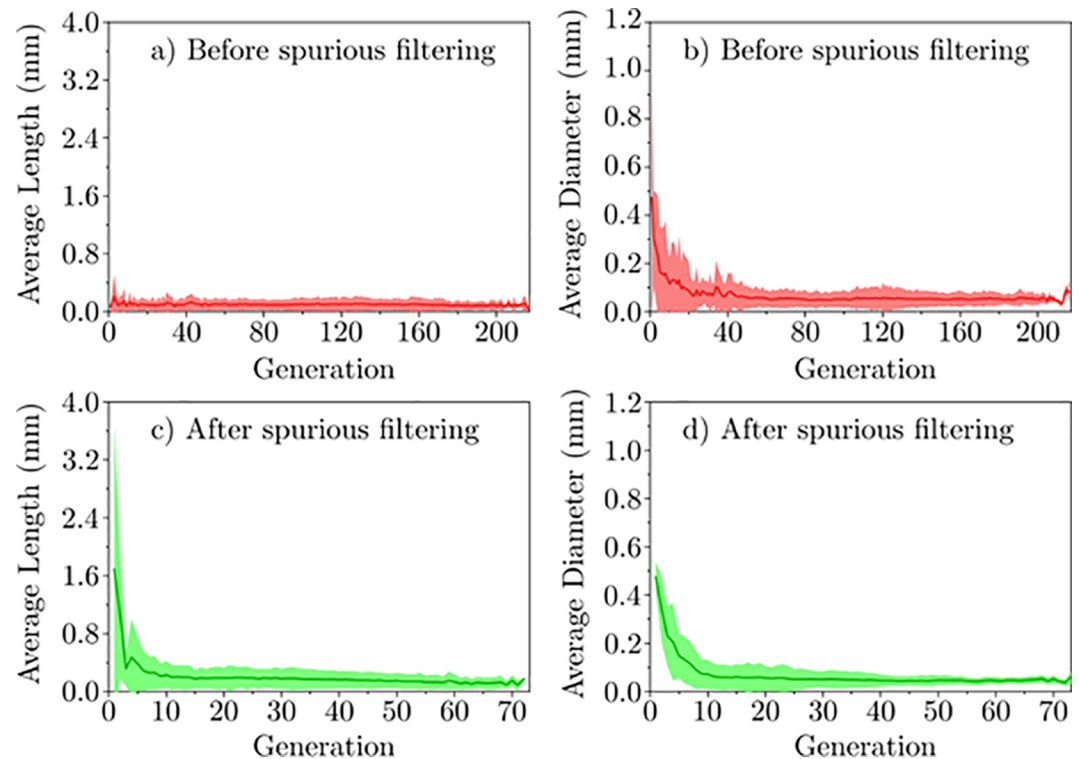 a) Before spurious filtering
Average Length (mm)
4.0
3.2
2.4
1.6
0.8
0.0
0 40 80 120 160 200
Generation
b) Before spurious filtering
Average Diameter (mm)
1.2
1.0
0.8
0.6
0.4
0.2
0.0
0 40 80 120 160 200
Generation
c) After spurious filtering
Average Length (mm)
4.0
3.2
2.4
1.6
0.8
0.0
0 10 20 30 40 50 60 70
Generation
d) After spurious filtering
Average Diameter (mm)
1.2
1.0
0.8
0.6
0.4
0.2
0.0
0 10 20 30 40 50 60 70
Generation